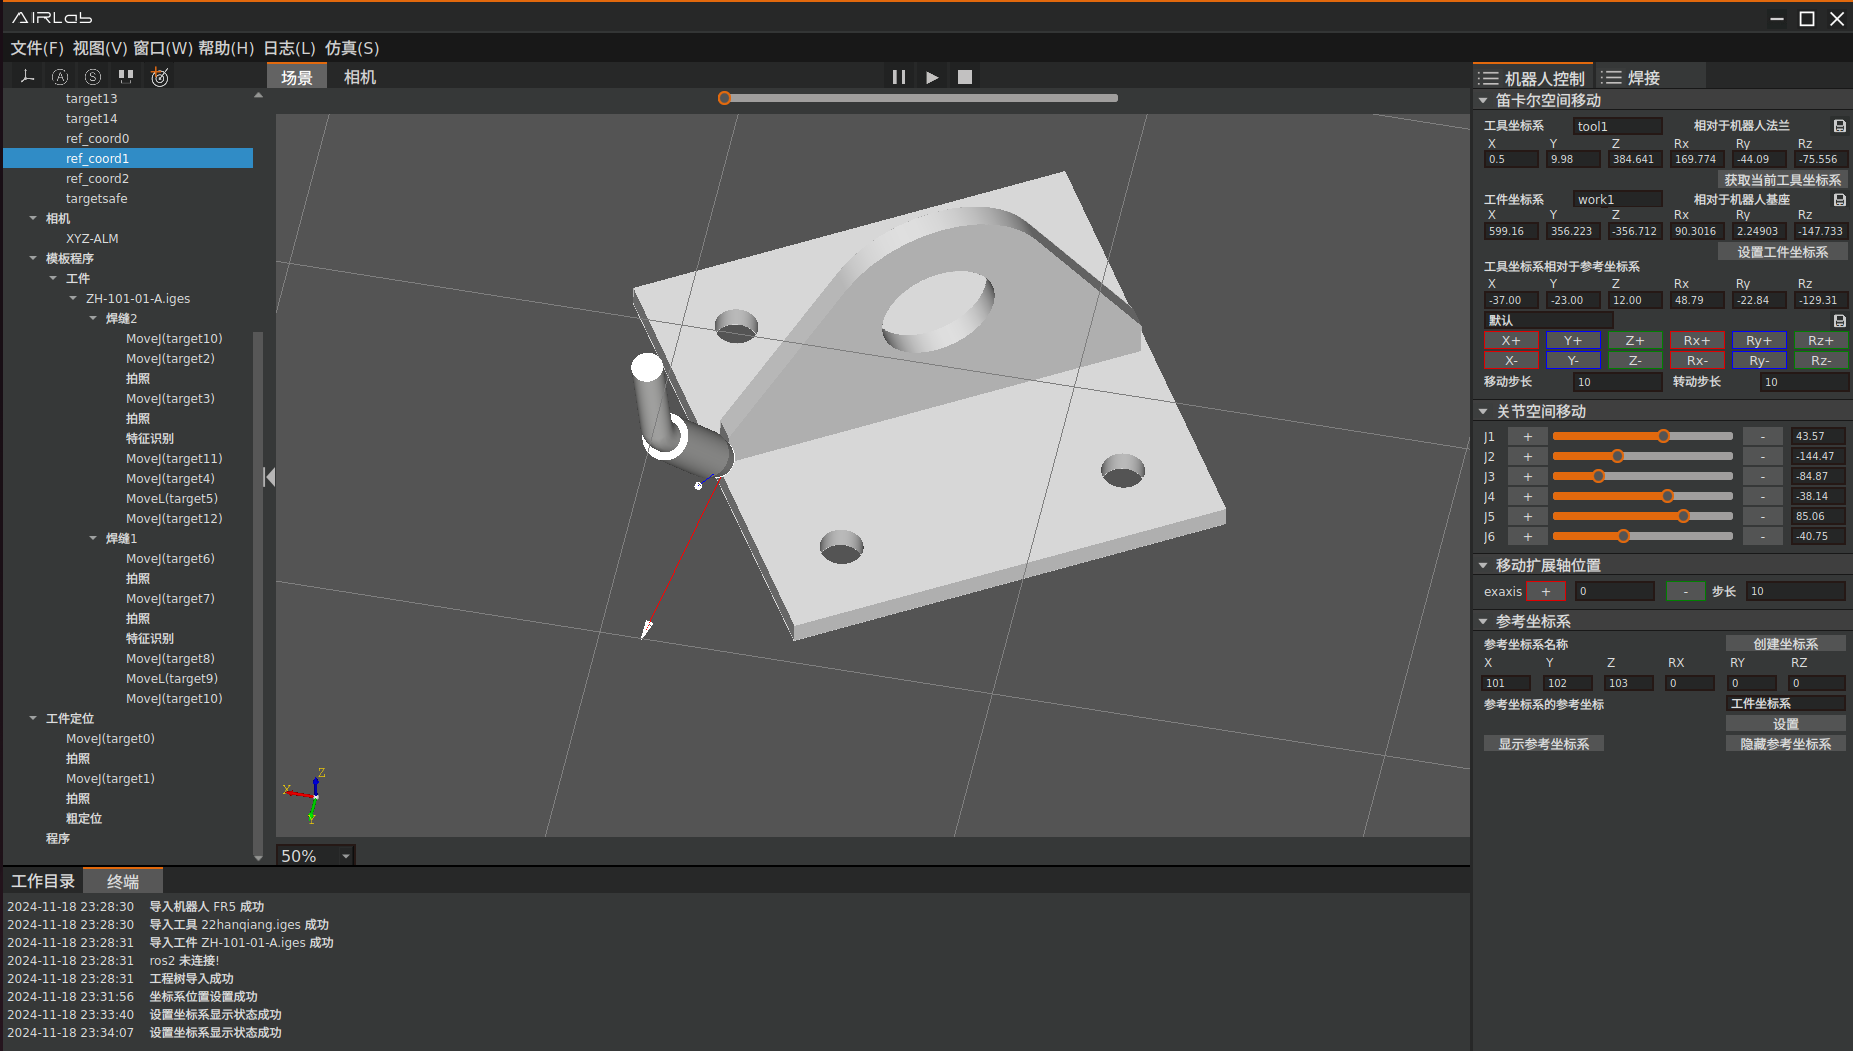 AIRLab
文件(F) 视图(V) 窗口(W) 帮助(H) 日志(L) 仿真(S)
场景 相机
target13
target14
ref_coord0
ref_coord1
ref_coord2
targetsafe
相机
XYZ-ALM
模板程序
工件
ZH-101-01-A.iges
焊缝2
MoveJ(target10)
MoveJ(target2)
拍照
MoveJ(target3)
拍照
特征识别
MoveJ(target11)
MoveJ(target4)
MoveL(target5)
MoveJ(target12)
焊缝1
MoveJ(target6)
拍照
MoveJ(target7)
拍照
特征识别
MoveJ(target8)
MoveL(target9)
MoveJ(target10)
工件定位
MoveJ(target0)
拍照
MoveJ(target1)
拍照
粗定位
程序
X Z Y
50%
工作目录 终端
2024-11-18 23:28:30 导入机器人 FR5 成功
2024-11-18 23:28:30 导入工具 22hanqiang.iges 成功
2024-11-18 23:28:31 导入工件 ZH-101-01-A.iges 成功
2024-11-18 23:28:31 ros2 未连接!
2024-11-18 23:28:31 工程树导入成功
2024-11-18 23:31:56 坐标系位置设置成功
2024-11-18 23:33:40 设置坐标系显示状态成功
2024-11-18 23:34:07 设置坐标系显示状态成功
机器人控制 焊接
笛卡尔空间移动
工具坐标系 tool1 相对于机器人法兰
X Y Z Rx Ry Rz
0.5 9.98 384.641 169.774 -44.09 -75.556
获取当前工具坐标系
工件坐标系 work1 相对于机器人基座
X Y Z Rx Ry Rz
599.16 356.223 -356.712 90.3016 2.24903 -147.733
设置工件坐标系
工具坐标系相对于参考坐标系
X Y Z Rx Ry Rz
-37.00 -23.00 12.00 48.79 -22.84 -129.31
默认
X+ Y+ Z+ Rx+ Ry+ Rz+
X- Y- Z- Rx- Ry- Rz-
移动步长 10 转动步长 10
关节空间移动
J1 + - 43.57
J2 + - -144.47
J3 + - -84.87
J4 + - -38.14
J5 + - 85.06
J6 + - -40.75
移动扩展轴位置
exaxis + 0 - 步长 10
参考坐标系
参考坐标系名称 创建坐标系
X Y Z RX RY RZ
101 102 103 0 0 0
参考坐标系的参考坐标 工件坐标系
设置
显示参考坐标系 隐藏参考坐标系